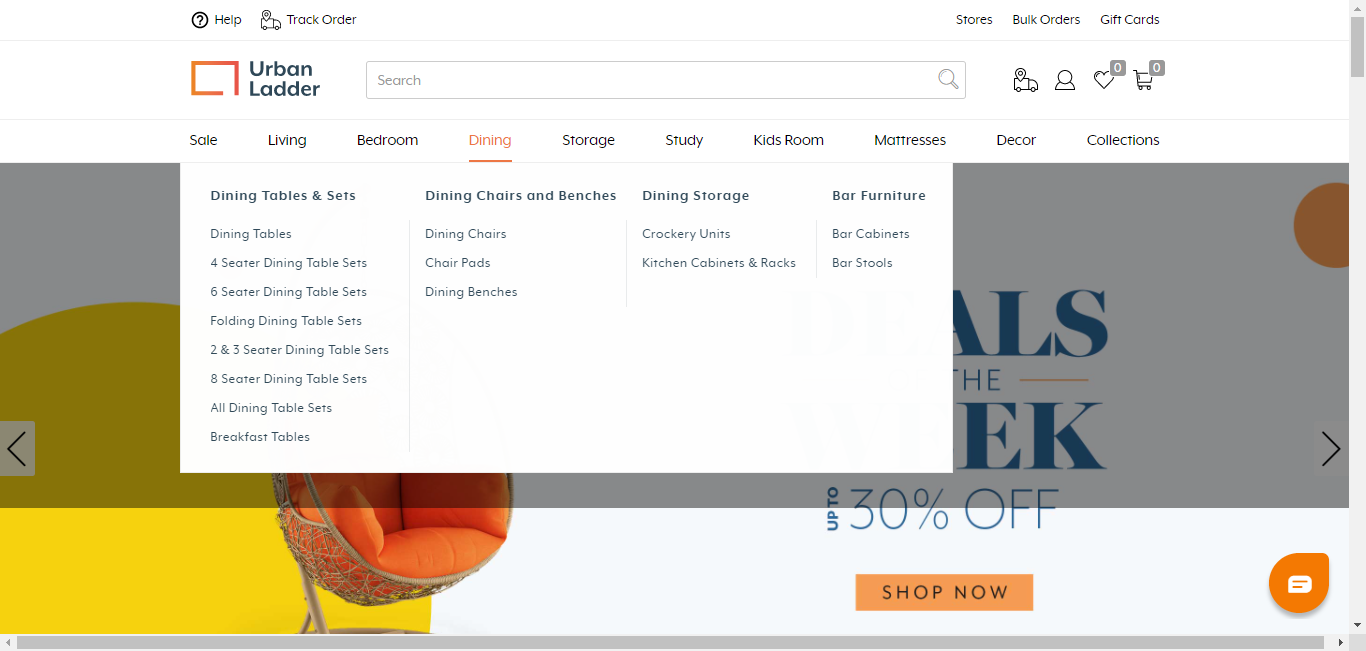 Help
Track Order
Stores
Bulk Orders
Gift Cards
Urban
Ladder
Search
0
0
Sale
Living
Bedroom
Dining
Storage
Study
Kids Room
Mattresses
Decor
Collections
Dining Tables & Sets
Dining Tables
4 Seater Dining Table Sets
6 Seater Dining Table Sets
Folding Dining Table Sets
2 & 3 Seater Dining Table Sets
8 Seater Dining Table Sets
All Dining Table Sets
Breakfast Tables
Dining Chairs and Benches
Dining Chairs
Chair Pads
Dining Benches
Dining Storage
Crockery Units
Kitchen Cabinets & Racks
Bar Furniture
Bar Cabinets
Bar Stools
DEALS
THE
WEEK
UP TO
30% OFF
SHOP NOW